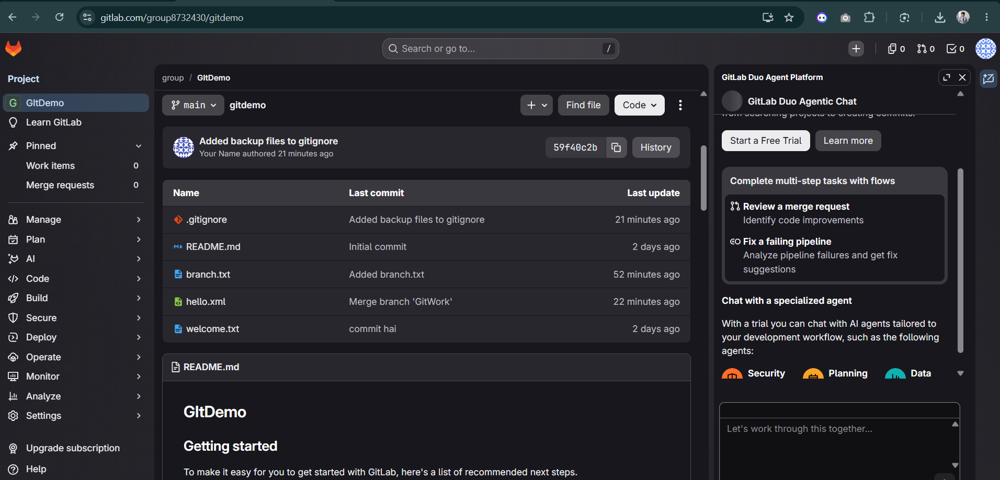 gitlab.com/group8732430/gitdemo
Search or go to...
/
0
0
0
Project
G GItDemo
Learn GitLab
Pinned
Work items 0
Merge requests 0
Manage
Plan
AI
Code
Build
Secure
Deploy
Operate
Monitor
Analyze
Settings
Upgrade subscription
Help
group / GItDemo
main gitdemo
Find file
Code
Added backup files to gitignore
Your Name authored 21 minutes ago
59f40c2b
History
Name Last commit Last update
.gitignore Added backup files to gitignore 21 minutes ago
README.md Initial commit 2 days ago
branch.txt Added branch.txt 52 minutes ago
hello.xml Merge branch 'GitWork' 22 minutes ago
welcome.txt commit hai 2 days ago
README.md
GItDemo
Getting started
To make it easy for you to get started with GitLab, here's a list of recommended next steps.
GitLab Duo Agent Platform
GitLab Duo Agentic Chat
from searching projects to creating commits.
Start a Free Trial
Learn more
Complete multi-step tasks with flows
Review a merge request
Identify code improvements
Fix a failing pipeline
Analyze pipeline failures and get fix
suggestions
Chat with a specialized agent
With a trial you can chat with AI agents tailored to
your development workflow, such as the following
agents:
Security Planning Data
Let's work through this together...